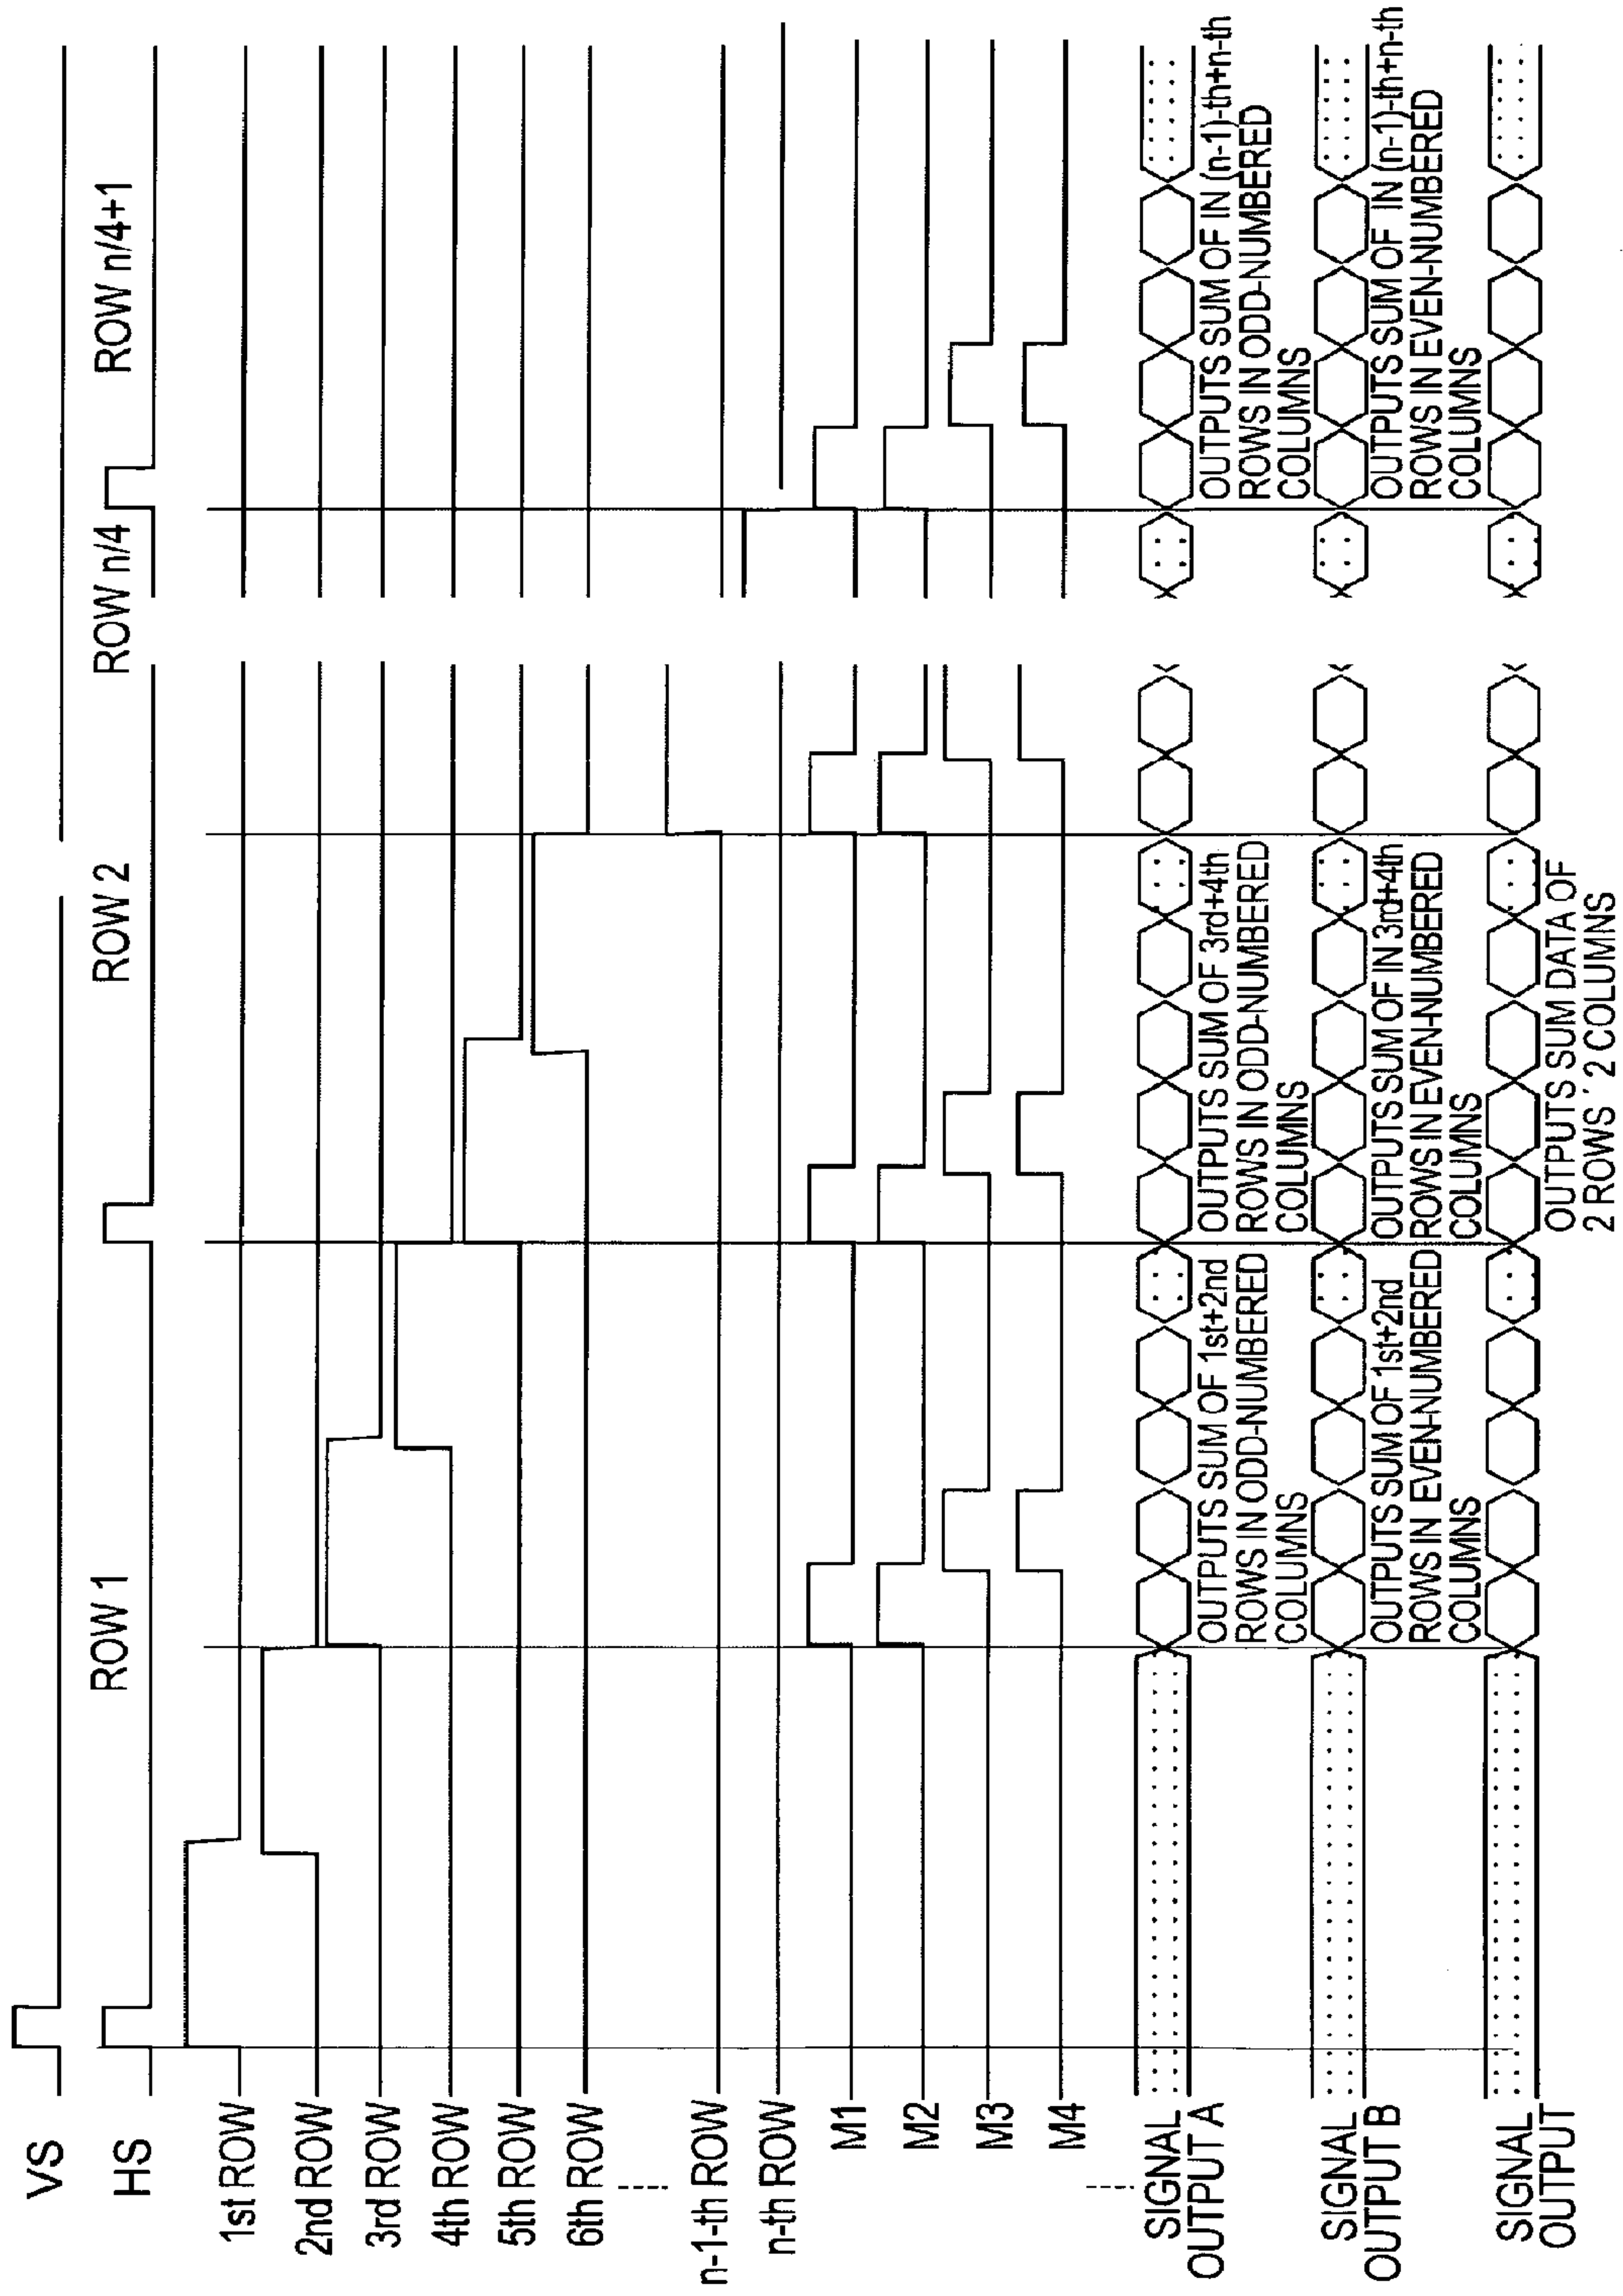 VS
HS
ROW 1
ROW 2
ROW n/4
ROW n/4+1
1st ROW
2nd ROW
3rd ROW
4th ROW
5th ROW
6th ROW
n-1-th ROW
n-th ROW
M1
M2
M3
M4
SIGNAL
OUTPUT A
OUTPUTS SUM OF 1st+2nd
ROWS IN ODD-NUMBERED
COLUMNS
OUTPUTS SUM OF 3rd+4th
ROWS IN ODD-NUMBERED
COLUMNS
OUTPUTS SUM OF IN (n-1)-th+n-th
ROWS IN ODD-NUMBERED
COLUMNS
SIGNAL
OUTPUT B
OUTPUTS SUM OF 1st+2nd
ROWS IN EVEN-NUMBERED
COLUMNS
OUTPUTS SUM OF IN 3rd+4th
ROWS IN EVEN-NUMBERED
COLUMNS
OUTPUTS SUM OF IN (n-1)-th+n-th
ROWS IN EVEN-NUMBERED
COLUMNS
SIGNAL
OUTPUT
OUTPUTS SUM DATA OF
2 ROWS ´ 2 COLUMNS